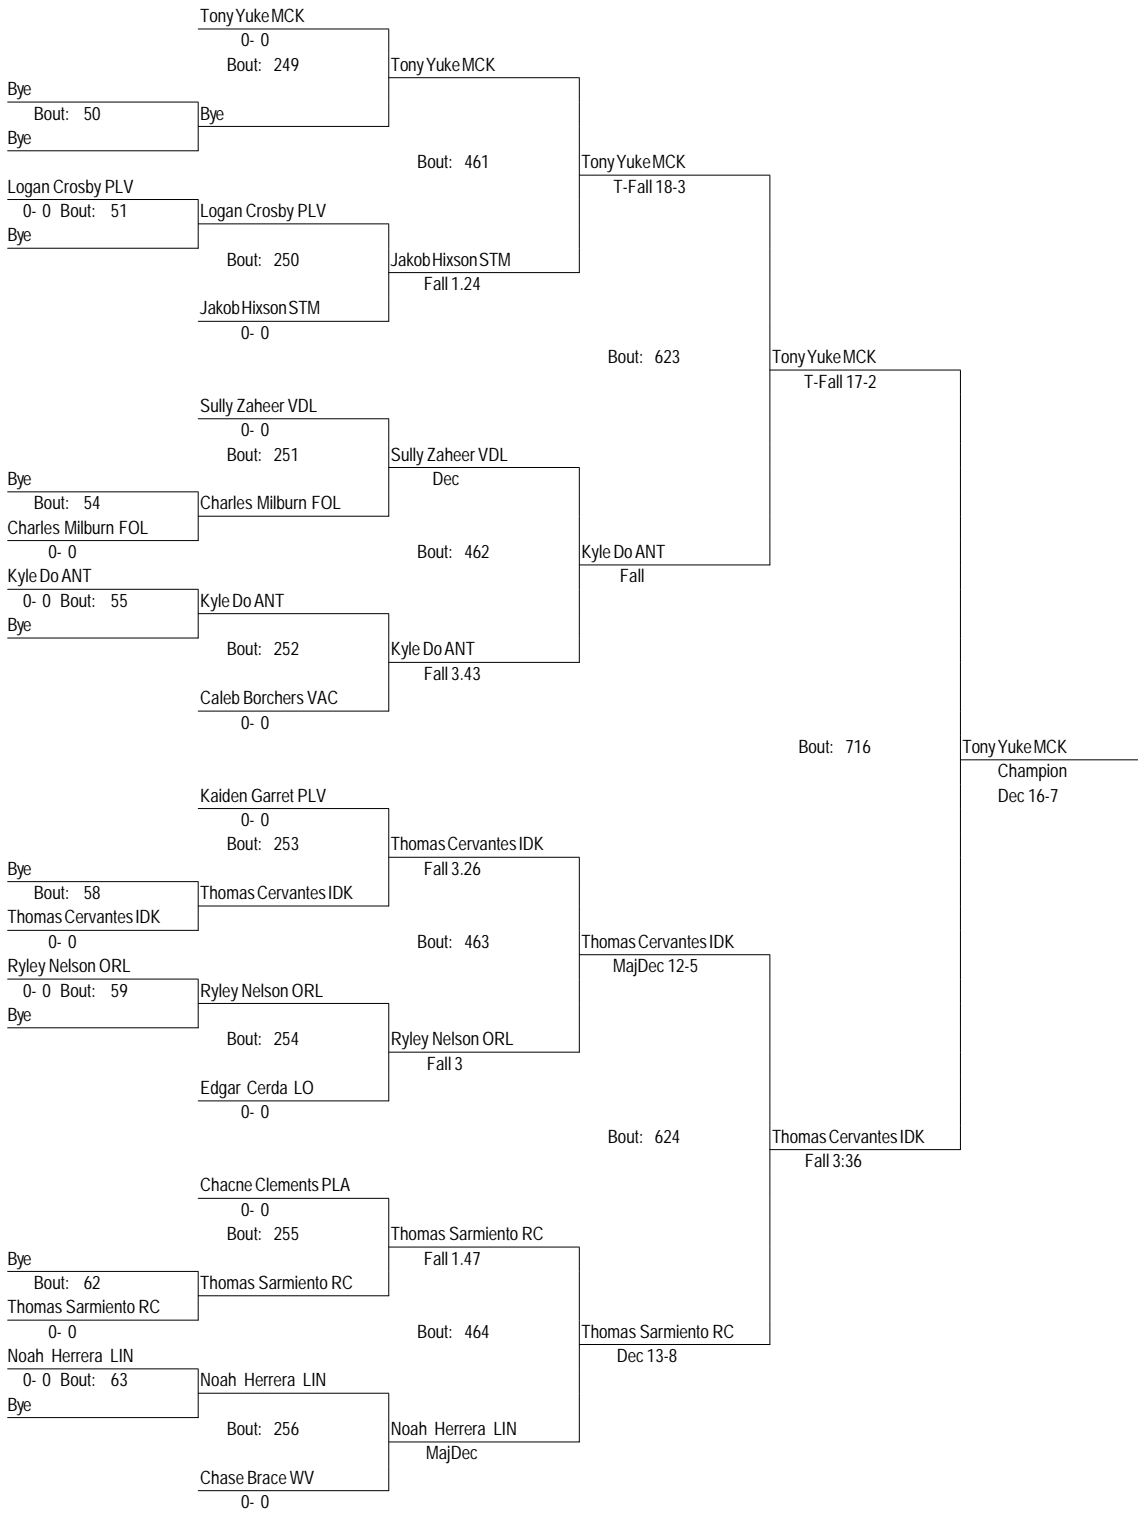 Tony Yuke MCK
0- 0
Bout: 249
Tony Yuke MCK
Bye
Bout: 50
Bye
Bye
Bout: 461
Tony Yuke MCK
T-Fall 18-3
Logan Crosby PLV
0- 0 Bout: 51
Logan Crosby PLV
Bye
Bout: 250
Jakob Hixson STM
Fall 1.24
Jakob Hixson STM
0- 0
Bout: 623
Tony Yuke MCK
T-Fall 17-2
Sully Zaheer VDL
0- 0
Bout: 251
Sully Zaheer VDL
Dec
Bye
Bout: 54
Charles Milburn FOL
Charles Milburn FOL
0- 0
Bout: 462
Kyle Do ANT
Fall
Kyle Do ANT
0- 0 Bout: 55
Kyle Do ANT
Bye
Bout: 252
Kyle Do ANT
Fall 3.43
Caleb Borchers VAC
0- 0
Bout: 716
Tony Yuke MCK
Champion
Dec 16-7
Kaiden Garret PLV
0- 0
Bout: 253
Thomas Cervantes IDK
Fall 3.26
Bye
Bout: 58
Thomas Cervantes IDK
Thomas Cervantes IDK
0- 0
Bout: 463
Thomas Cervantes IDK
MajDec 12-5
Ryley Nelson ORL
0- 0 Bout: 59
Ryley Nelson ORL
Bye
Bout: 254
Ryley Nelson ORL
Fall 3
Edgar Cerda LO
0- 0
Bout: 624
Thomas Cervantes IDK
Fall 3:36
Chacne Clements PLA
0- 0
Bout: 255
Thomas Sarmiento RC
Fall 1.47
Bye
Bout: 62
Thomas Sarmiento RC
Thomas Sarmiento RC
0- 0
Bout: 464
Thomas Sarmiento RC
Dec 13-8
Noah Herrera LIN
0- 0 Bout: 63
Noah Herrera LIN
Bye
Bout: 256
Noah Herrera LIN
MajDec
Chase Brace WV
0- 0